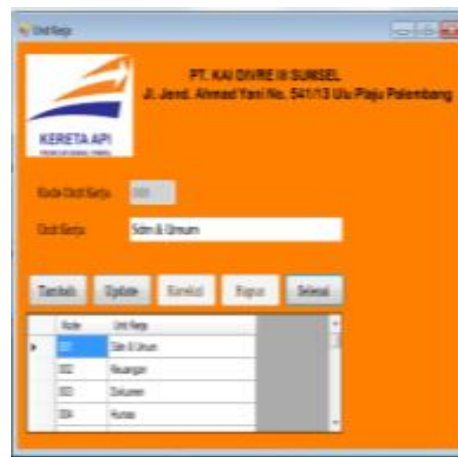 Unit Kerja
PT. KAI DIVRE III SUMSEL
Jl. Jend. Ahmad Yani No. 541/13 Ulu Plaju Palembang
KERETA API
Kode Unit Kerja 001
Unit Kerja Sdm & Umum
Tambah Update Koreksi Hapus Selesai
Kode Unit Kerja
001 Sdm & Umum
002 Keuangan
003 Dokumen
004 Humas